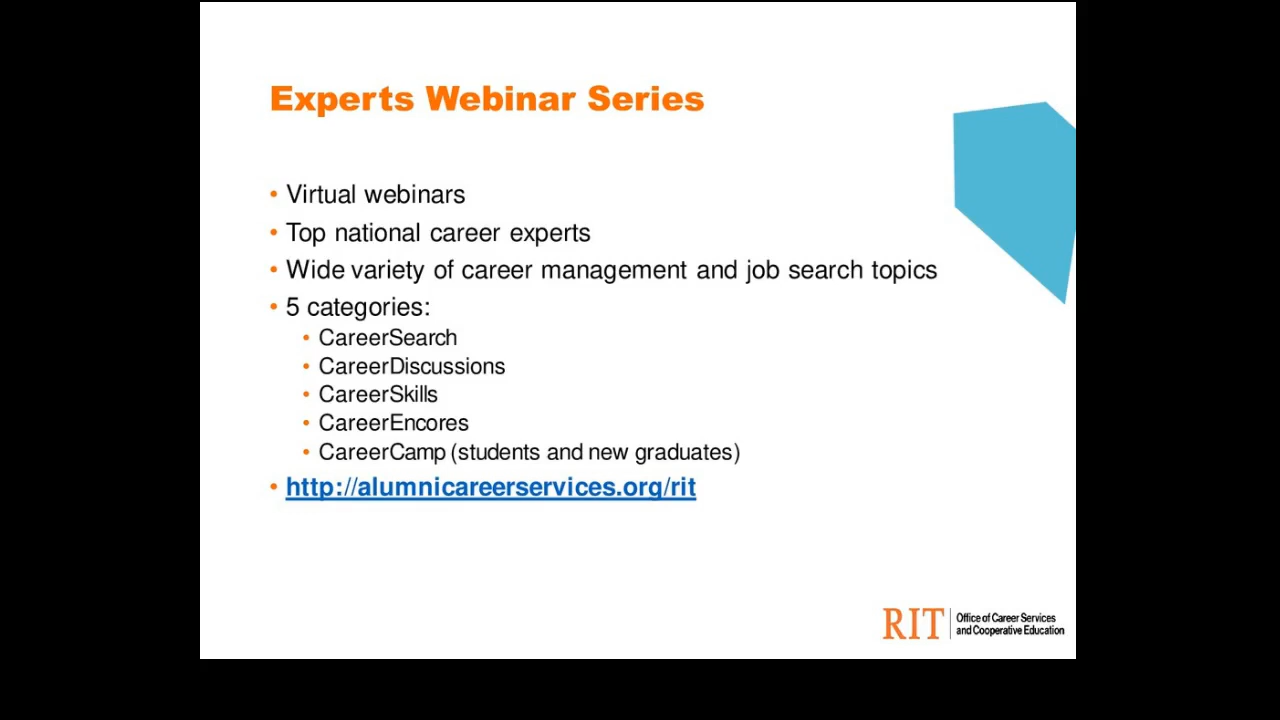 Experts Webinar Series
• Virtual webinars
• Top national career experts
• Wide variety of career management and job search topics
• 5 categories:
• CareerSearch
• CareerDiscussions
• CareerSkills
• CareerEncores
• CareerCamp (students and new graduates)
• http://alumnicareerservices.org/rit
RIT
Office of Career Services
and Cooperative Education